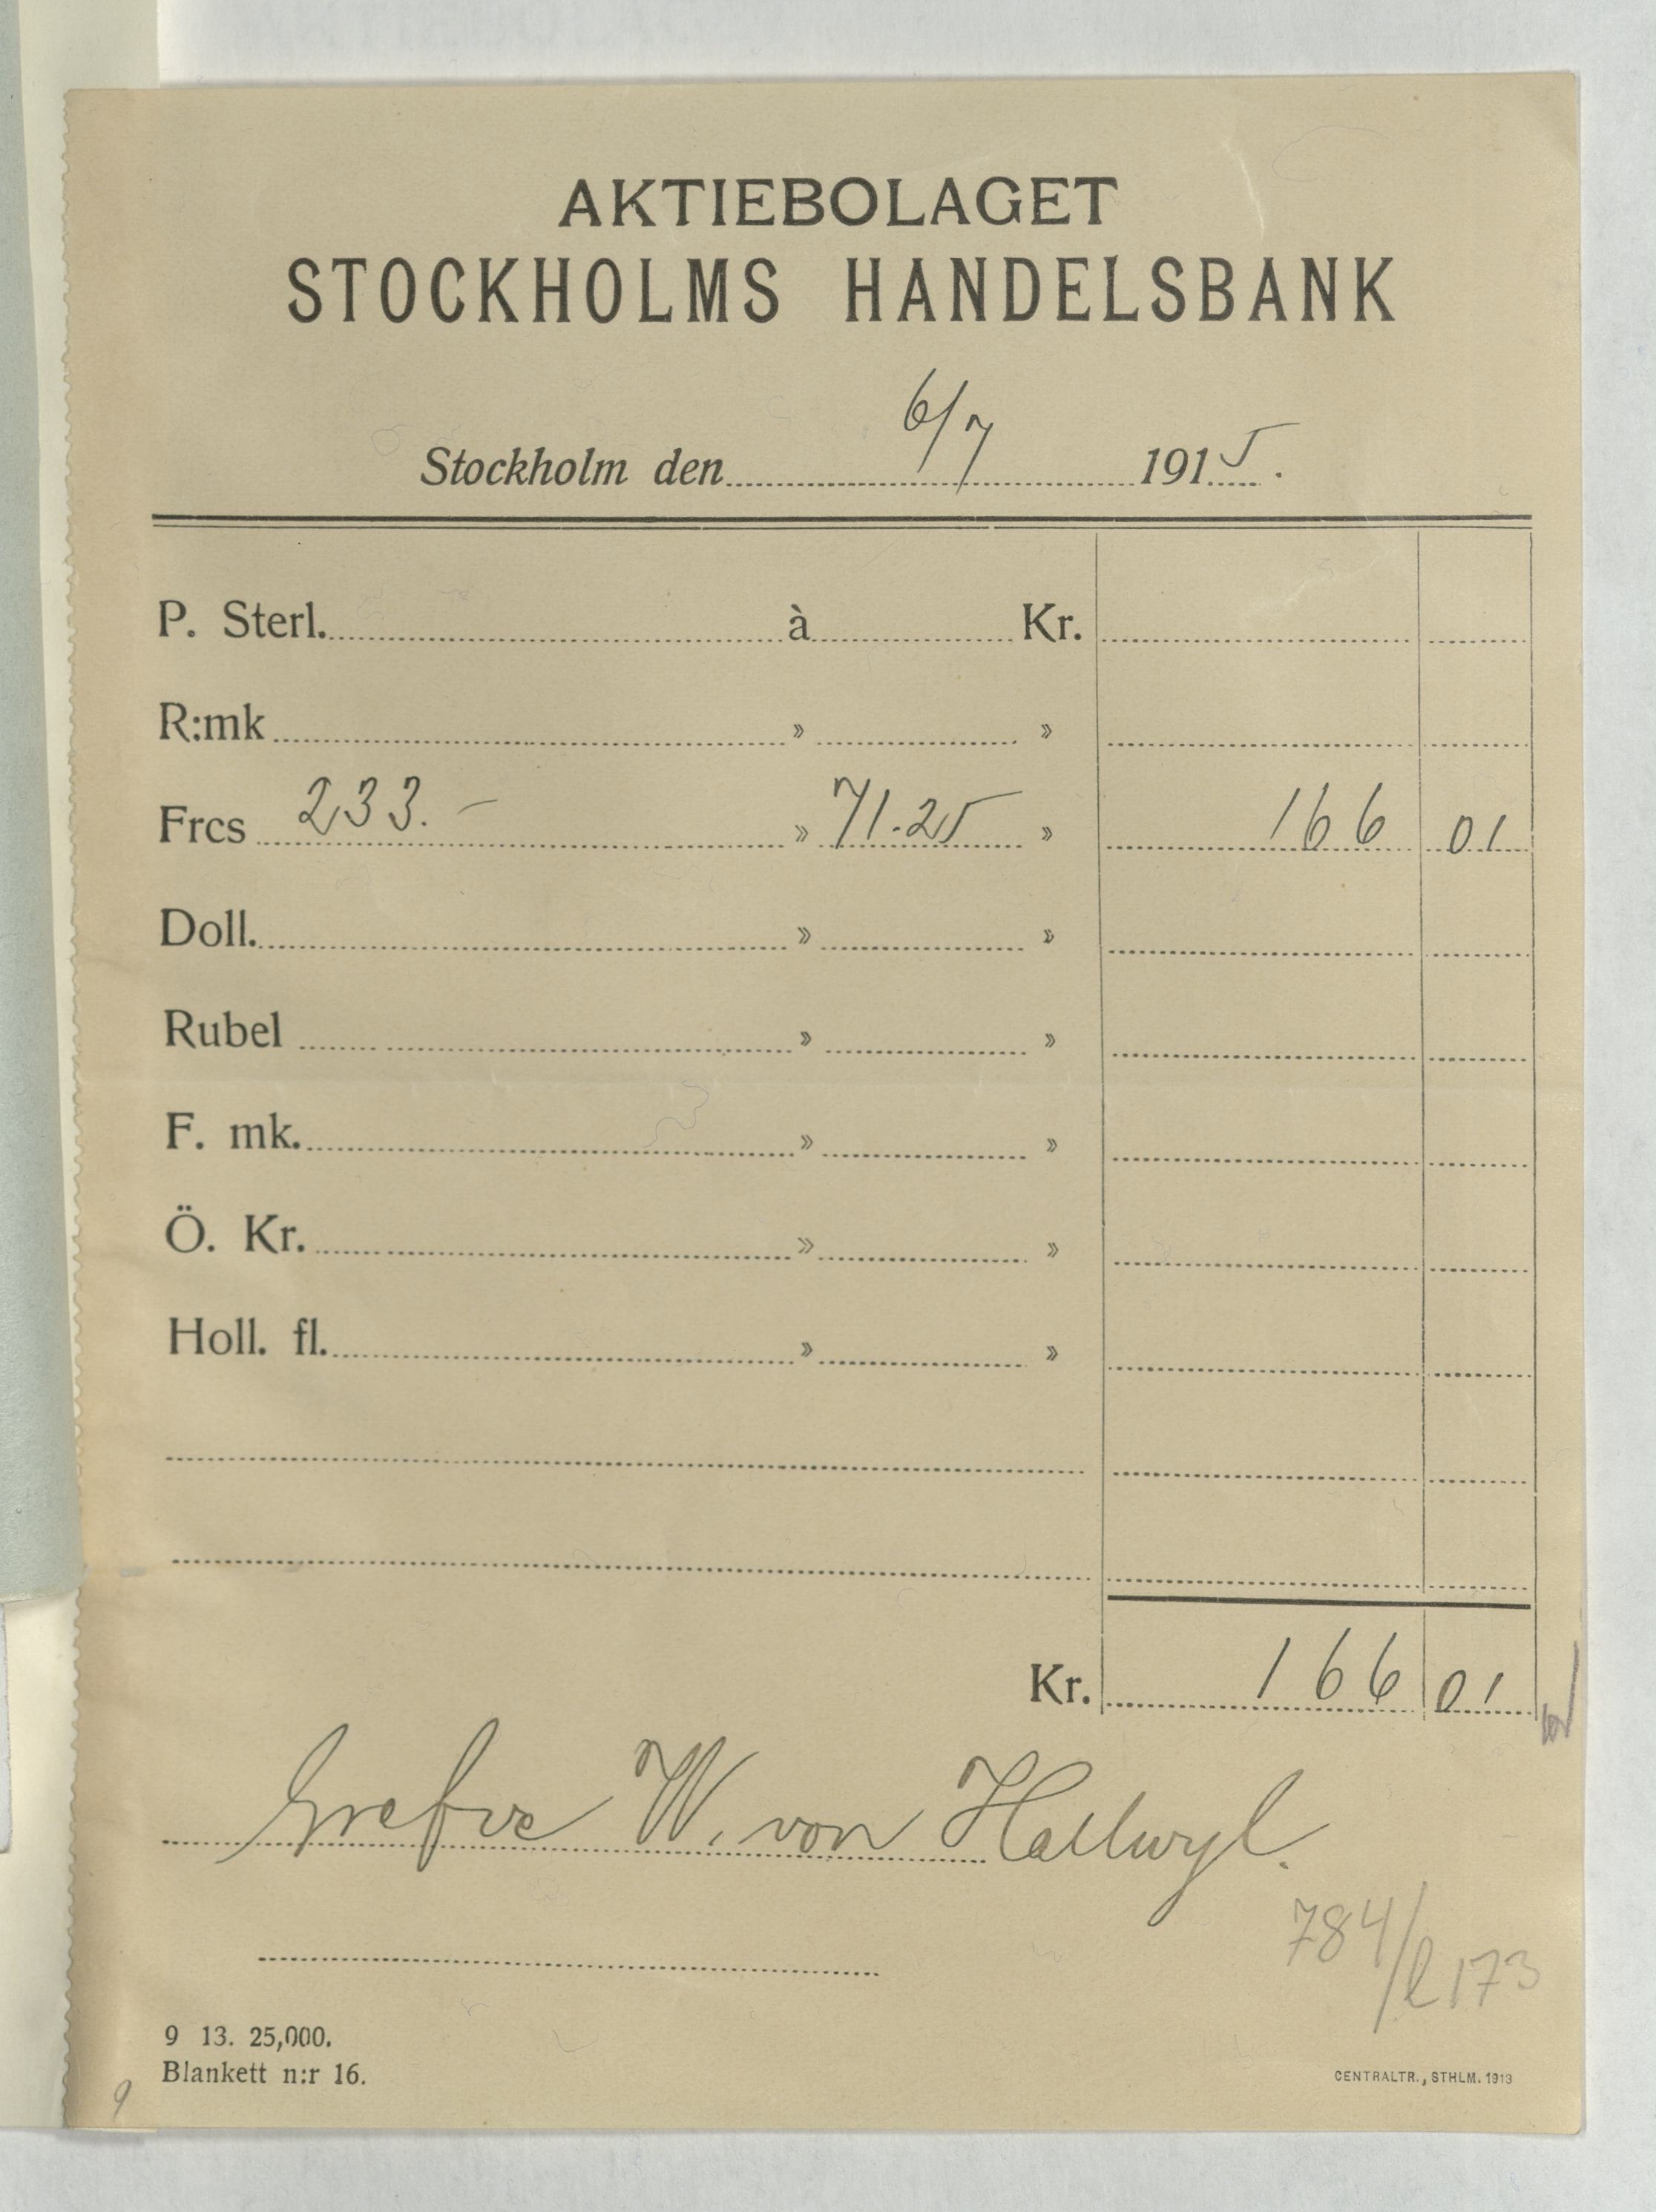 AKTIEBOLAGET
STOCKHOLMS HANDELSBANK
Stockholm den 6/7 1915.
P. Sterl. à Kr.
R:mk » »
Frcs 233.– » 71.25 » 166 01
Doll. » »
Rubel » »
F. mk. » »
Ö. Kr. » »
Holl. fl. » »
Kr. 166 01
Grefve W. von Hallwyl.
784/l 173
9 13. 25,000.
Blankett n:r 16.
CENTRALTR., STHLM. 1913
9